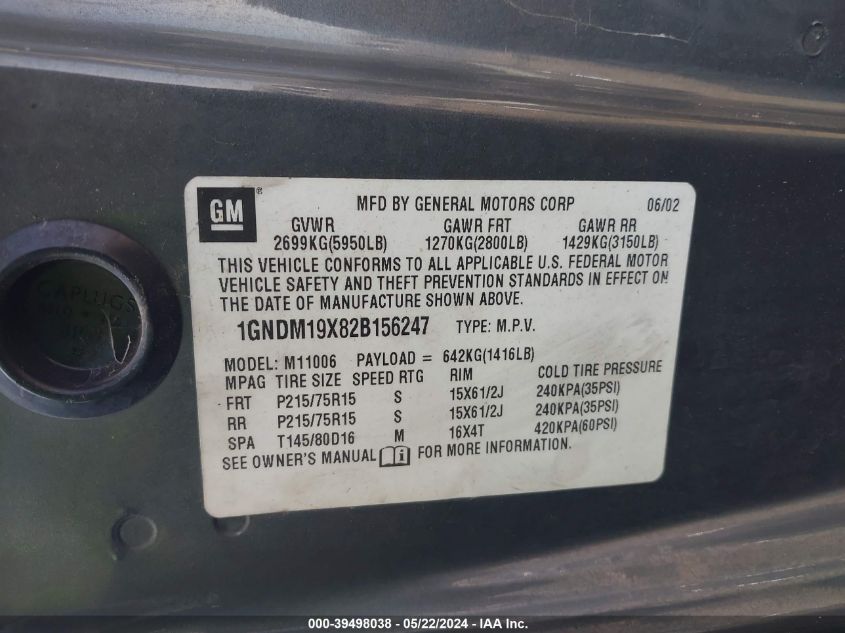 GM ®
MFD BY GENERAL MOTORS CORP 06/02
GVWR GAWR FRT GAWR RR
2699KG(5950LB) 1270KG(2800LB) 1429KG(3150LB)
THIS VEHICLE CONFORMS TO ALL APPLICABLE U.S. FEDERAL MOTOR
VEHICLE SAFETY AND THEFT PREVENTION STANDARDS IN EFFECT ON
THE DATE OF MANUFACTURE SHOWN ABOVE.
1GNDM19X82B156247 TYPE: M.P.V.
MODEL: M11006 PAYLOAD = 642KG(1416LB)
MPAG TIRE SIZE SPEED RTG RIM COLD TIRE PRESSURE
FRT P215/75R15 S 15X61/2J 240KPA(35PSI)
RR P215/75R15 S 15X61/2J 240KPA(35PSI)
SPA T145/80D16 M 16X4T 420KPA(60PSI)
SEE OWNER'S MANUAL i FOR MORE INFORMATION.
CAPLUGS
000-39498038 - 05/22/2024 - IAA Inc.